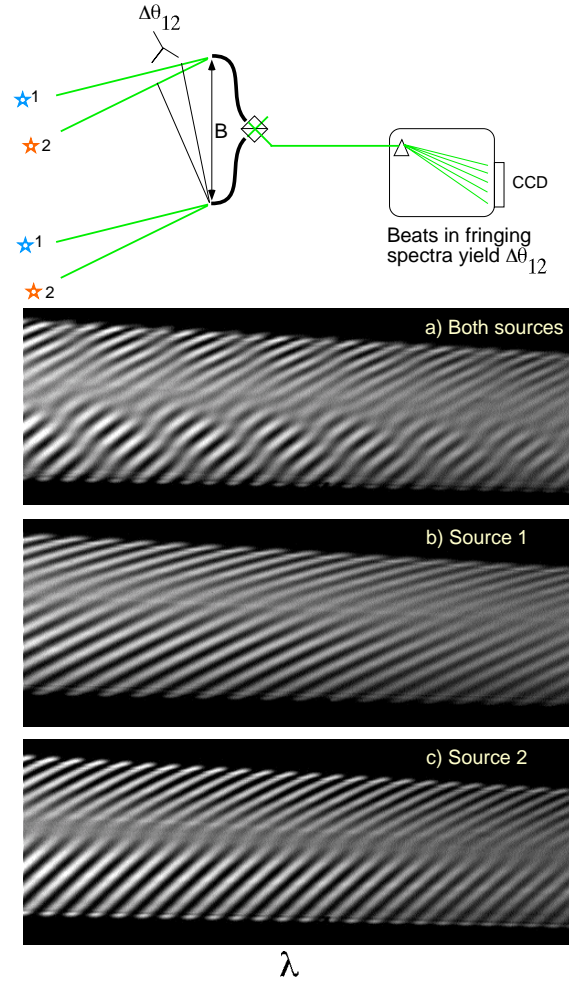 Δθ12
1
2
B
1
2
CCD
Beats in fringing
spectra yield Δθ12
a) Both sources
b) Source 1
c) Source 2
λ